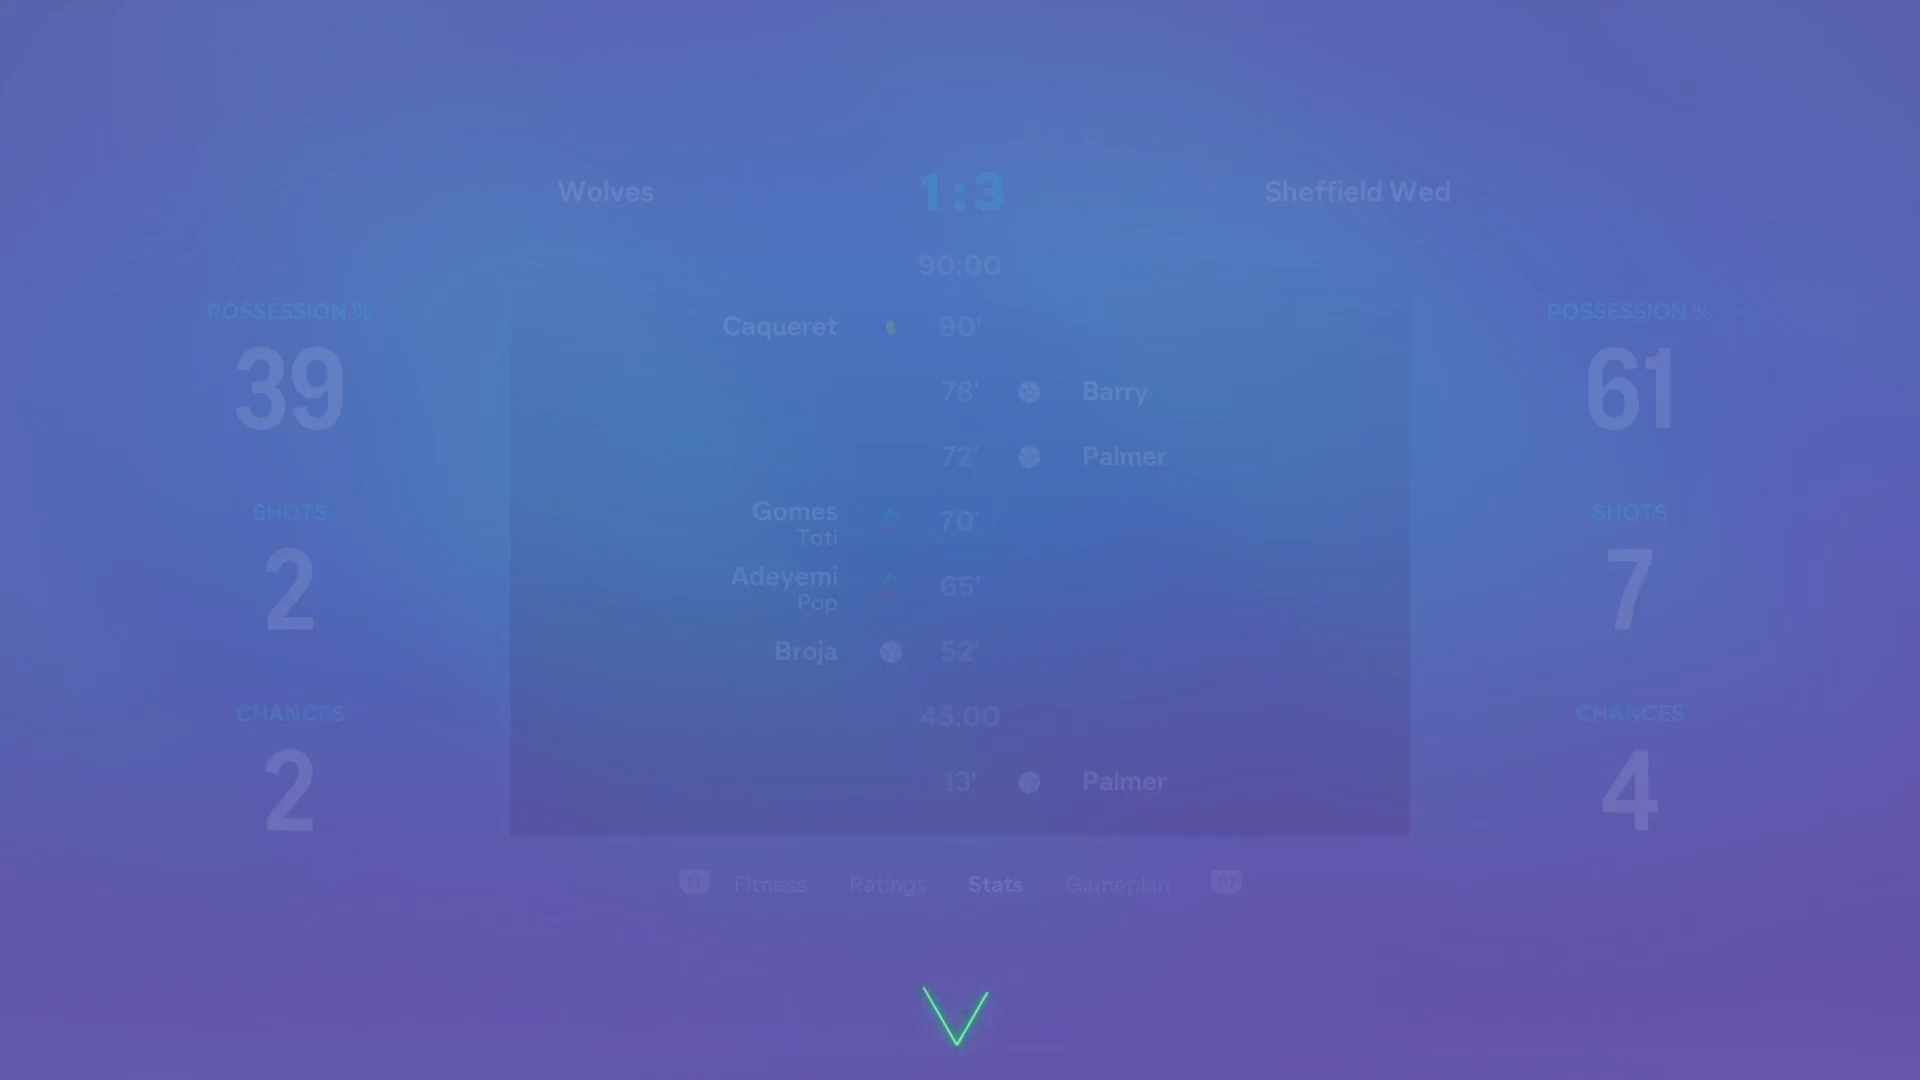 Wolves 1:3 Sheffield Wed
90:00
POSSESSION %
39
SHOTS
2
CHANCES
2
Caqueret 90'
78' Barry
72' Palmer
Gomes 70'
Toti
Adeyemi 65'
Pop
Broja 52'
45:00
13' Palmer
POSSESSION %
61
SHOTS
7
CHANCES
4
Fitness Ratings Stats Gameplan